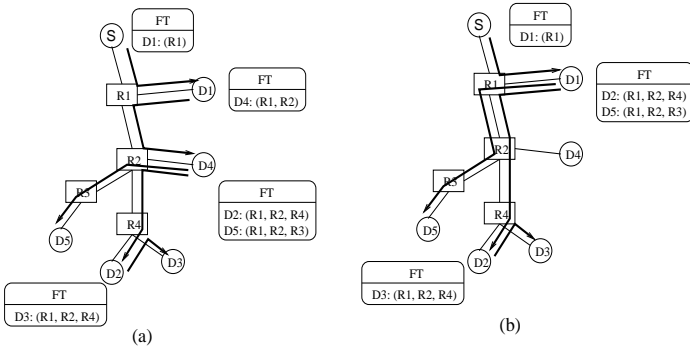 S
FT
D1: (R1)
R1
D1
FT
D4: (R1, R2)
R2
D4
R3
FT
D2: (R1, R2, R4)
D5: (R1, R2, R3)
R4
D5
D2
D3
FT
D3: (R1, R2, R4)
(a)
S
FT
D1: (R1)
R1
D1
FT
D2: (R1, R2, R4)
D5: (R1, R2, R3)
R2
D4
R3
R4
D5
D2
D3
FT
D3: (R1, R2, R4)
(b)